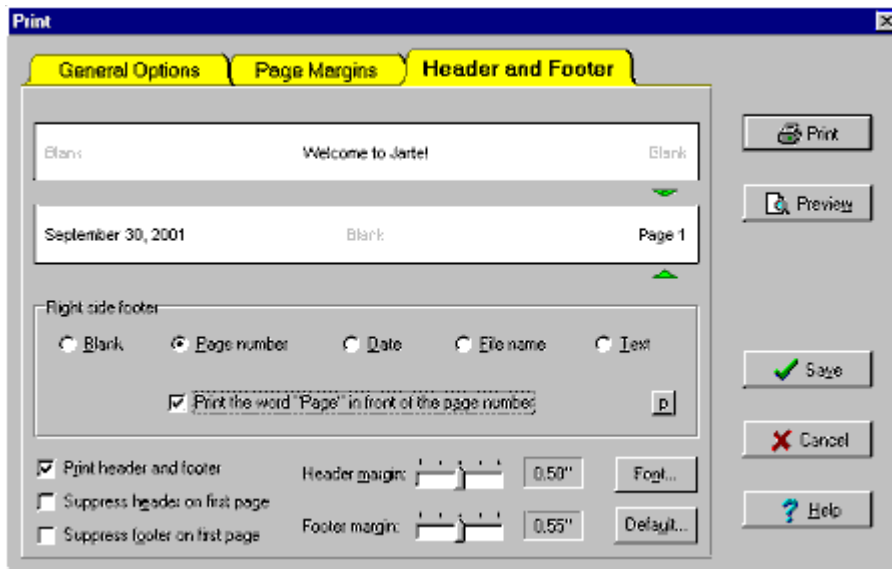 Print
General Options Page Margins Header and Footer
Blank Welcome to Jarte! Blank
September 30, 2001 Blank Page 1
Right side footer
Blank Page number Date File name Text
Print the word "Page" in front of the page number p
Print header and footer
Suppress header on first page
Suppress footer on first page
Header margin: 0.50"
Footer margin: 0.55"
Font...
Default...
Print
Preview
Save
Cancel
Help